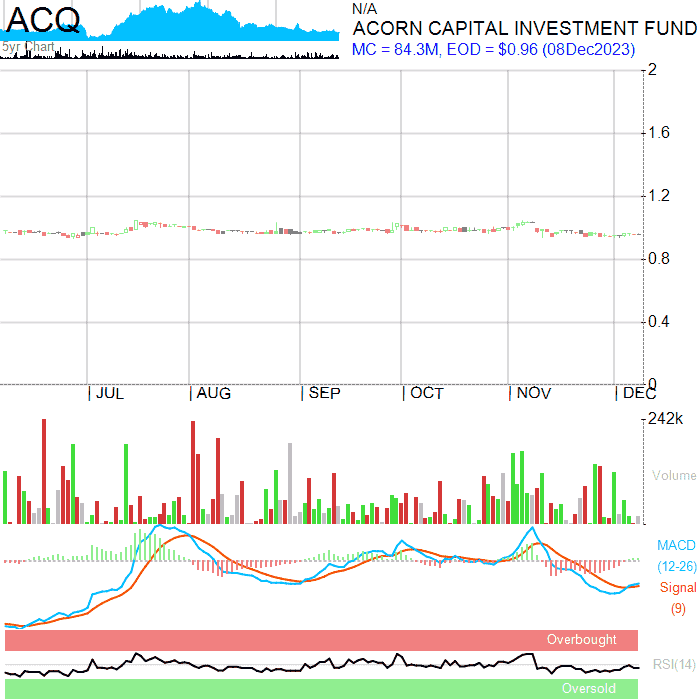 ACQ
N/A
ACORN CAPITAL INVESTMENT FUND
MC = 84.3M, EOD = $0.96 (08Dec2023)
5yr Chart
2
1.6
1.2
0.8
0.4
0
JUL AUG SEP OCT NOV DEC
242k
Volume
MACD
(12-26)
Signal
(9)
Overbought
RSI(14)
Oversold